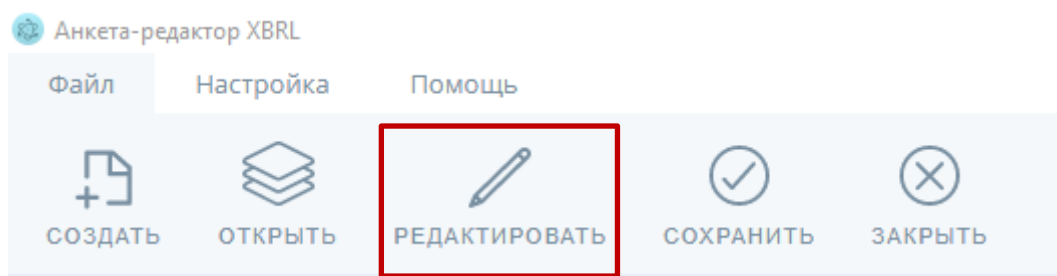 Анкета-редактор XBRL
Файл Настройка Помощь
СОЗДАТЬ ОТКРЫТЬ РЕДАКТИРОВАТЬ СОХРАНИТЬ ЗАКРЫТЬ